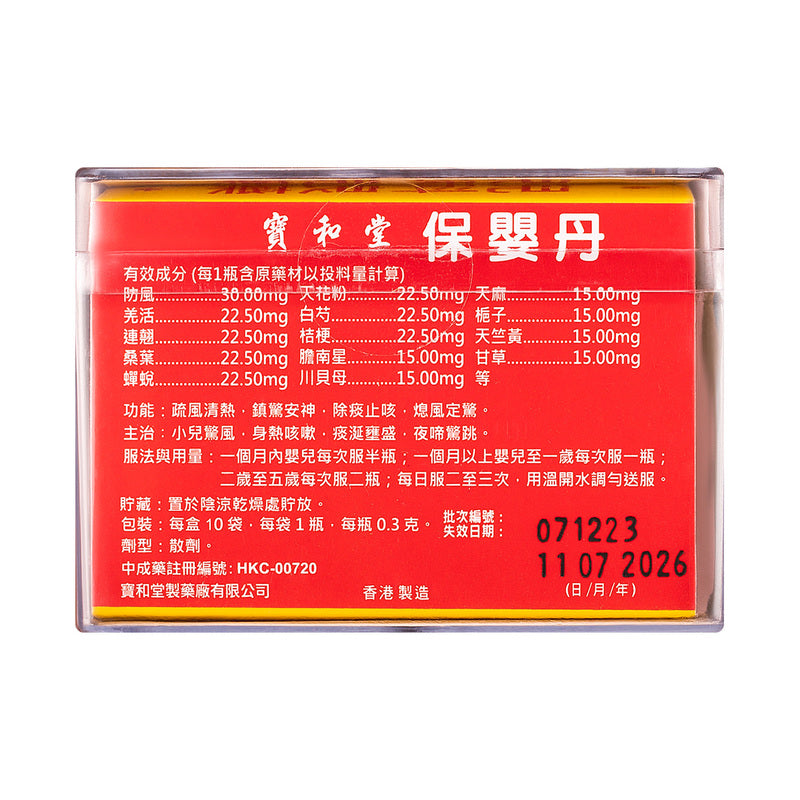 寶和堂 保嬰丹
有效成分 (每1瓶含原藥材以投料量計算)
防風................30.00mg 天花粉............22.50mg 天麻................15.00mg
羌活................22.50mg 白芍................22.50mg 梔子................15.00mg
連翹................22.50mg 桔梗................22.50mg 天竺黃............15.00mg
桑葉................22.50mg 膽南星............15.00mg 甘草................15.00mg
蟬蛻................22.50mg 川貝母............15.00mg 等
功能：疏風清熱，鎮驚安神，除痰止咳，熄風定驚。
主治：小兒驚風，身熱咳嗽，痰涎壅盛，夜啼驚跳。
服法與用量：一個月內嬰兒每次服半瓶；一個月以上嬰兒至一歲每次服一瓶；
二歲至五歲每次服二瓶；每日服二至三次，用溫開水調勻送服。
貯藏：置於陰涼乾燥處貯放。
包裝：每盒10袋，每袋1瓶，每瓶0.3克。
劑型：散劑。
中成藥註冊編號：HKC-00720
寶和堂製藥廠有限公司 香港製造
批次編號： 071223
失效日期： 11 07 2026
(日/月/年)